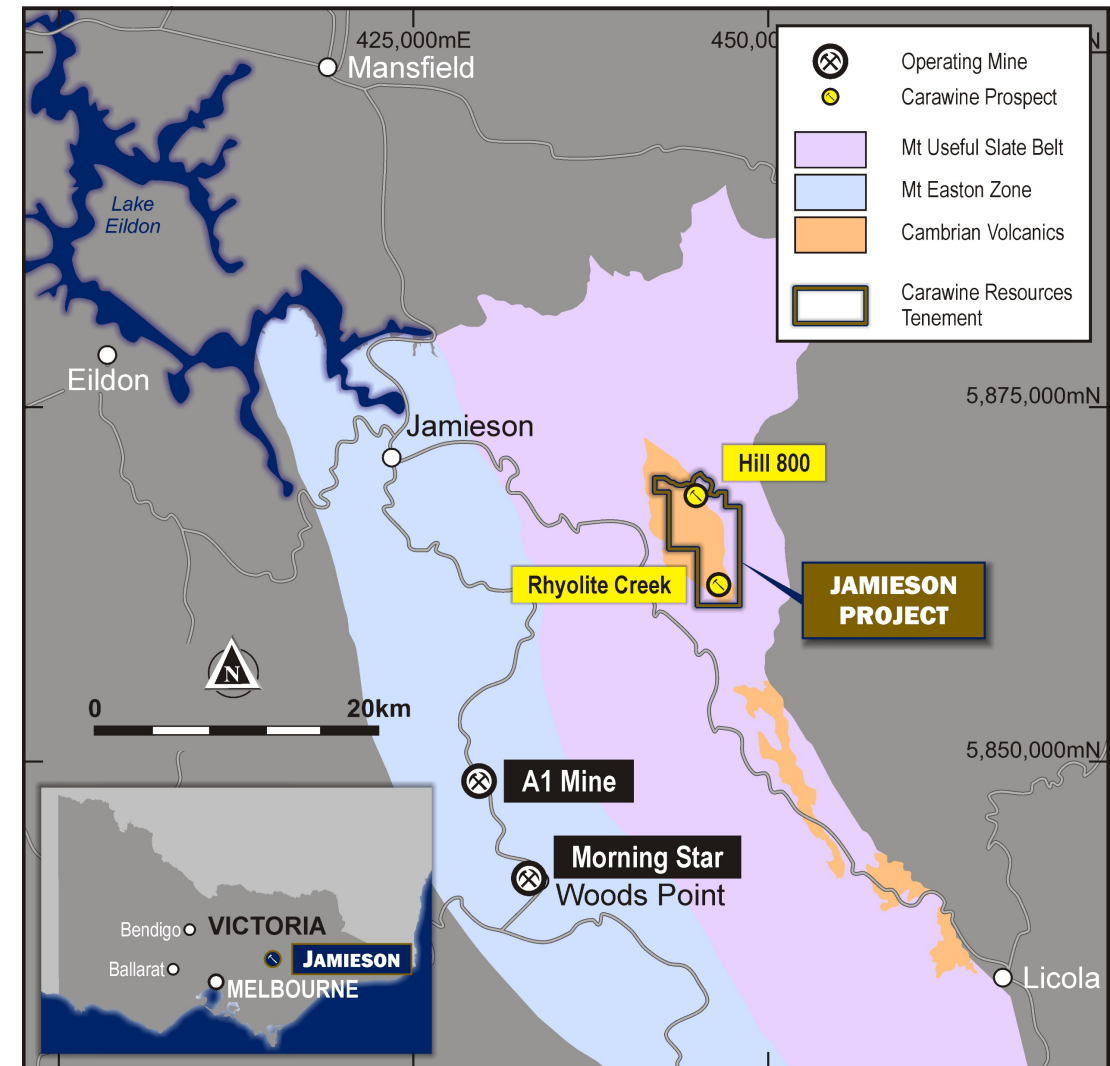 425,000mE
450,00
N
Mansfield
Operating Mine
Carawine Prospect
Mt Useful Slate Belt
Mt Easton Zone
Cambrian Volcanics
Carawine Resources
Tenement
Lake
Eildon
Eildon
5,875,000mN
Jamieson
Hill 800
Rhyolite Creek
JAMIESON
PROJECT
N
0
20km
5,850,000mN
A1 Mine
Morning Star
Woods Point
Licola
Bendigo
VICTORIA
JAMIESON
Ballarat
MELBOURNE